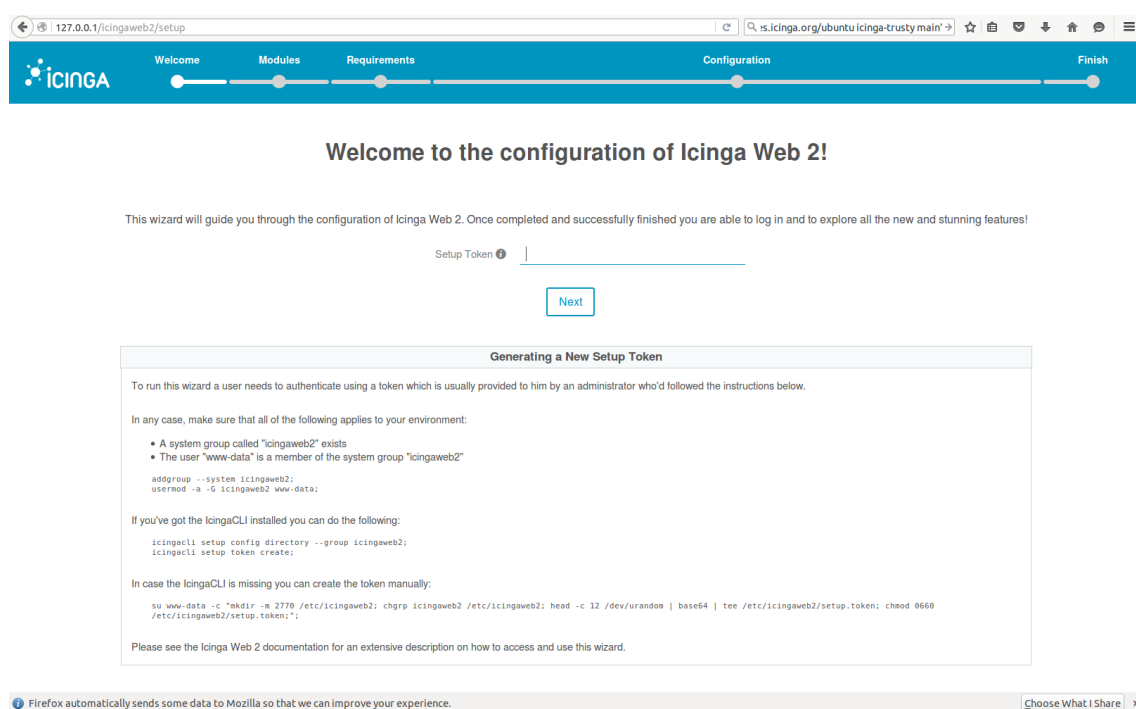 127.0.0.1/icingaweb2/setup
:s.icinga.org/ubuntu icinga-trusty main'
ICINGA
Welcome
Modules
Requirements
Configuration
Finish
Welcome to the configuration of Icinga Web 2!
This wizard will guide you through the configuration of Icinga Web 2. Once completed and successfully finished you are able to log in and to explore all the new and stunning features!
Setup Token
Next
Generating a New Setup Token
To run this wizard a user needs to authenticate using a token which is usually provided to him by an administrator who'd followed the instructions below.
In any case, make sure that all of the following applies to your environment:
• A system group called "icingaweb2" exists
• The user "www-data" is a member of the system group "icingaweb2"
addgroup --system icingaweb2;
usermod -a -G icingaweb2 www-data;
If you've got the IcingaCLI installed you can do the following:
icingacli setup config directory --group icingaweb2;
icingacli setup token create;
In case the IcingaCLI is missing you can create the token manually:
su www-data -c "mkdir -m 2770 /etc/icingaweb2; chgrp icingaweb2 /etc/icingaweb2; head -c 12 /dev/urandom | base64 | tee /etc/icingaweb2/setup.token; chmod 0660
/etc/icingaweb2/setup.token;";
Please see the Icinga Web 2 documentation for an extensive description on how to access and use this wizard.
Firefox automatically sends some data to Mozilla so that we can improve your experience.
Choose What I Share